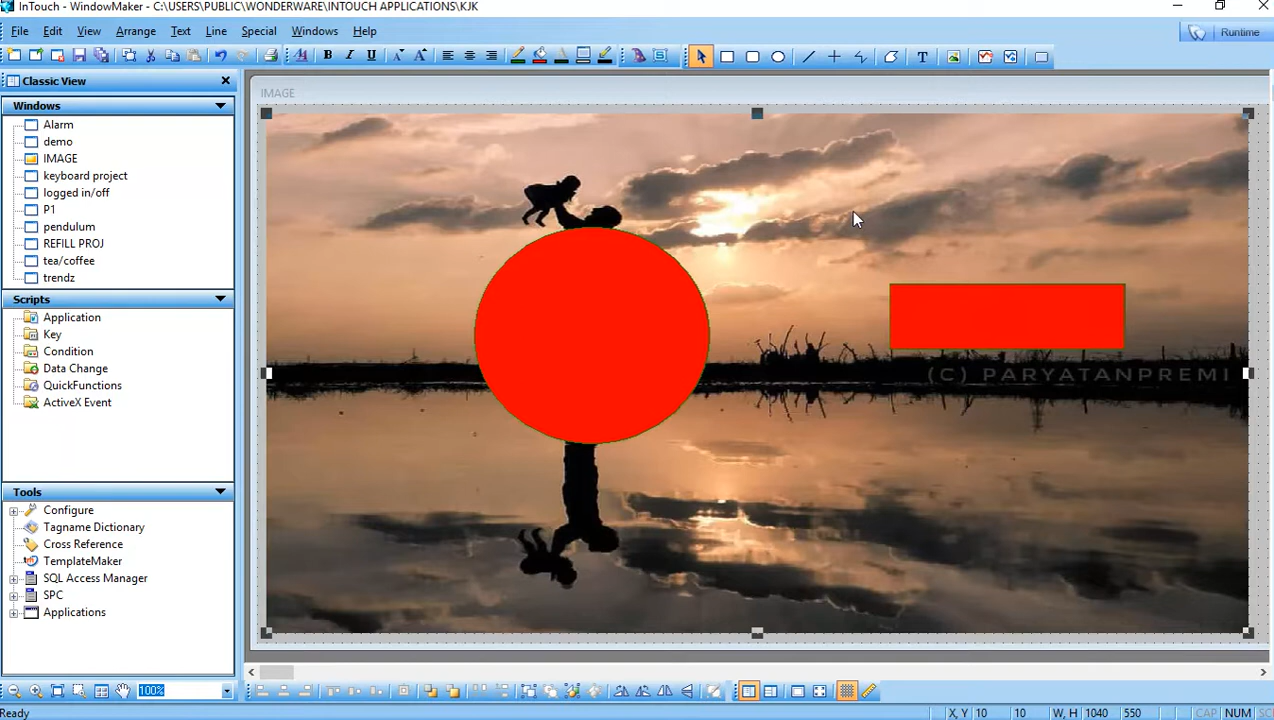 InTouch - WindowMaker - C:\USERS\PUBLIC\WONDERWARE\INTOUCH APPLICATIONS\KJK
File Edit View Arrange Text Line Special Windows Help
Runtime
Classic View
Windows
Alarm
demo
IMAGE
keyboard project
logged in/off
P1
pendulum
REFILL PROJ
tea/coffee
trendz
Scripts
Application
Key
Condition
Data Change
QuickFunctions
ActiveX Event
Tools
Configure
Tagname Dictionary
Cross Reference
TemplateMaker
SQL Access Manager
SPC
Applications
IMAGE
(C) PARYATANPREMI
100%
Ready
X, Y 10 10 W, H 1040 550 CAP NUM